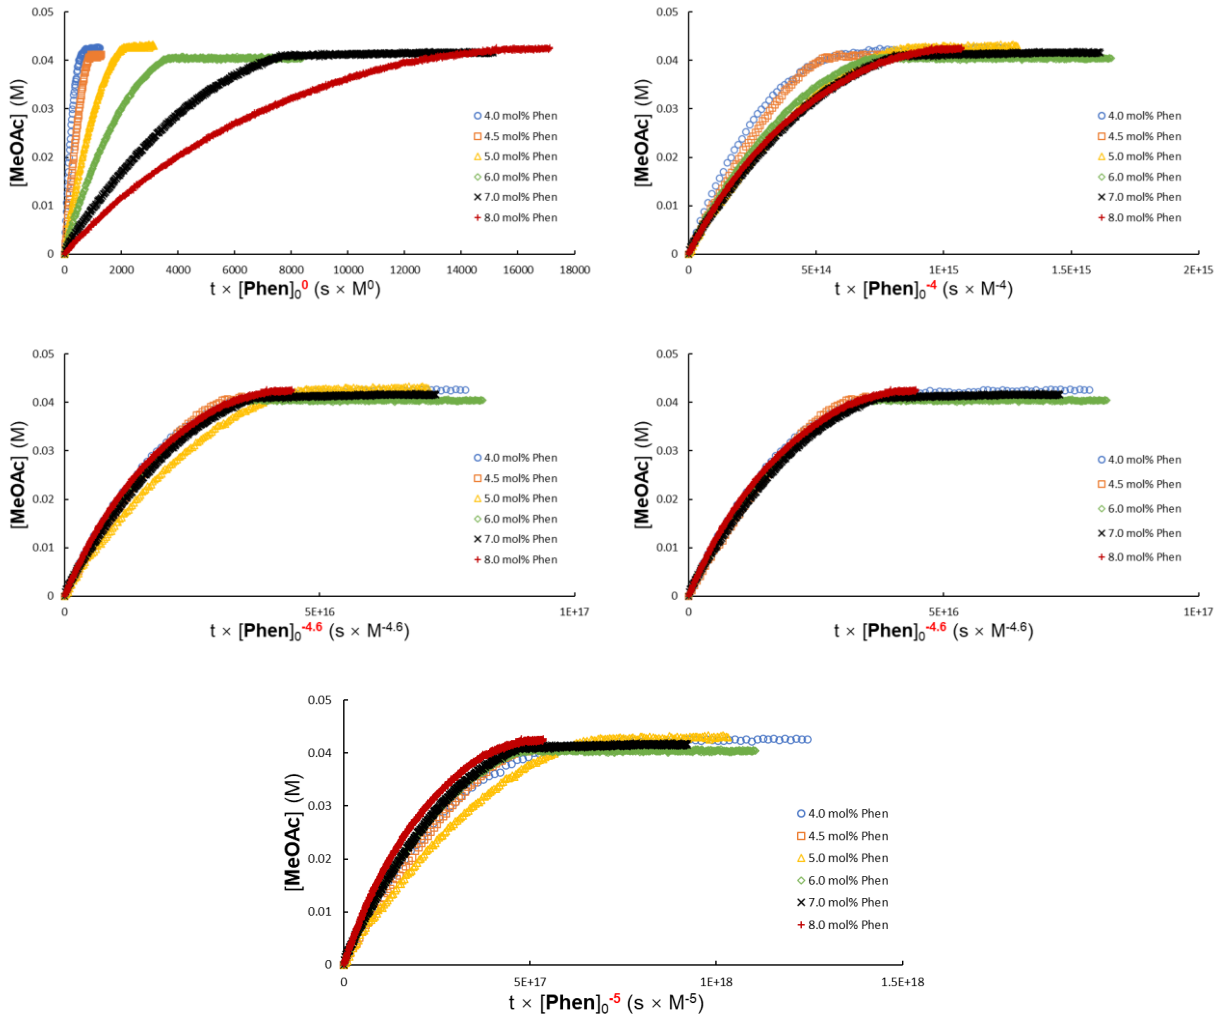 0.05
0.04
0.03
0.02
0.01
0
[MeOAc] (M)
4.0 mol% Phen
4.5 mol% Phen
5.0 mol% Phen
6.0 mol% Phen
7.0 mol% Phen
8.0 mol% Phen
0 2000 4000 6000 8000 10000 12000 14000 16000 18000
t × [Phen]₀⁰ (s × M⁰)
0.05
0.04
0.03
0.02
0.01
0
[MeOAc] (M)
4.0 mol% Phen
4.5 mol% Phen
5.0 mol% Phen
6.0 mol% Phen
7.0 mol% Phen
8.0 mol% Phen
0 5E+14 1E+15 1.5E+15 2E+15
t × [Phen]₀⁻⁴ (s × M⁻⁴)
0.05
0.04
0.03
0.02
0.01
0
[MeOAc] (M)
4.0 mol% Phen
4.5 mol% Phen
5.0 mol% Phen
6.0 mol% Phen
7.0 mol% Phen
8.0 mol% Phen
0 5E+16 1E+17
t × [Phen]₀⁻⁴·⁶ (s × M⁻⁴·⁶)
0.05
0.04
0.03
0.02
0.01
0
[MeOAc] (M)
4.0 mol% Phen
4.5 mol% Phen
6.0 mol% Phen
7.0 mol% Phen
8.0 mol% Phen
0 5E+16 1E+17
t × [Phen]₀⁻⁴·⁶ (s × M⁻⁴·⁶)
0.05
0.04
0.03
0.02
0.01
0
[MeOAc] (M)
4.0 mol% Phen
4.5 mol% Phen
5.0 mol% Phen
6.0 mol% Phen
7.0 mol% Phen
8.0 mol% Phen
0 5E+17 1E+18 1.5E+18
t × [Phen]₀⁻⁵ (s × M⁻⁵)